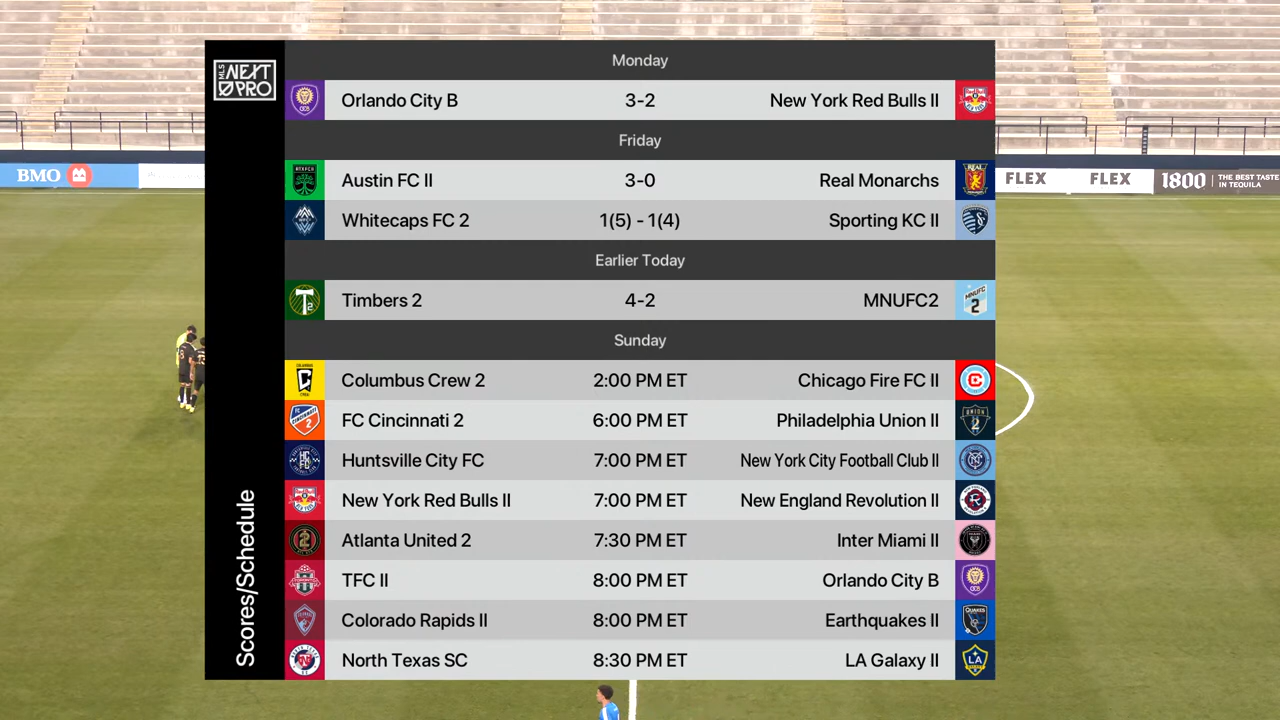 MLS NEXT PRO
Scores/Schedule
Monday
Orlando City B 3-2 New York Red Bulls II
Friday
Austin FC II 3-0 Real Monarchs
Whitecaps FC 2 1(5) - 1(4) Sporting KC II
Earlier Today
Timbers 2 4-2 MNUFC2
Sunday
Columbus Crew 2 2:00 PM ET Chicago Fire FC II
FC Cincinnati 2 6:00 PM ET Philadelphia Union II
Huntsville City FC 7:00 PM ET New York City Football Club II
New York Red Bulls II 7:00 PM ET New England Revolution II
Atlanta United 2 7:30 PM ET Inter Miami II
TFC II 8:00 PM ET Orlando City B
Colorado Rapids II 8:00 PM ET Earthquakes II
North Texas SC 8:30 PM ET LA Galaxy II
BMO
FLEX FLEX 1800 THE BEST TASTE
IN TEQUILA